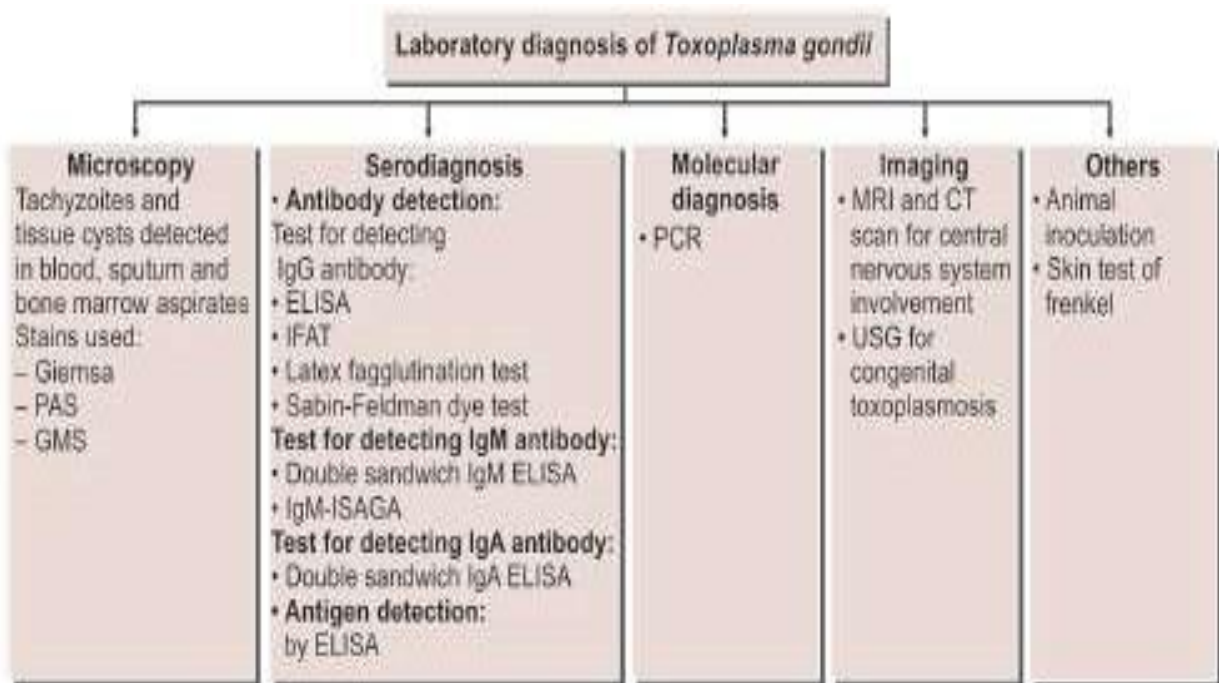 Laboratory diagnosis of Toxoplasma gondii
Microscopy
Tachyzoites and
tissue cysts detected
in blood, sputum and
bone marrow aspirates
Stains used:
– Giemsa
– PAS
– GMS
Serodiagnosis
• Antibody detection:
Test for detecting
IgG antibody:
• ELISA
• IFAT
• Latex fagglutination test
• Sabin-Feldman dye test
Test for detecting IgM antibody:
• Double sandwich IgM ELISA
• IgM-ISAGA
Test for detecting IgA antibody:
• Double sandwich IgA ELISA
• Antigen detection:
by ELISA
Molecular
diagnosis
• PCR
Imaging
• MRI and CT
scan for central
nervous system
involvement
• USG for
congenital
toxoplasmosis
Others
• Animal
inoculation
• Skin test of
frenkel